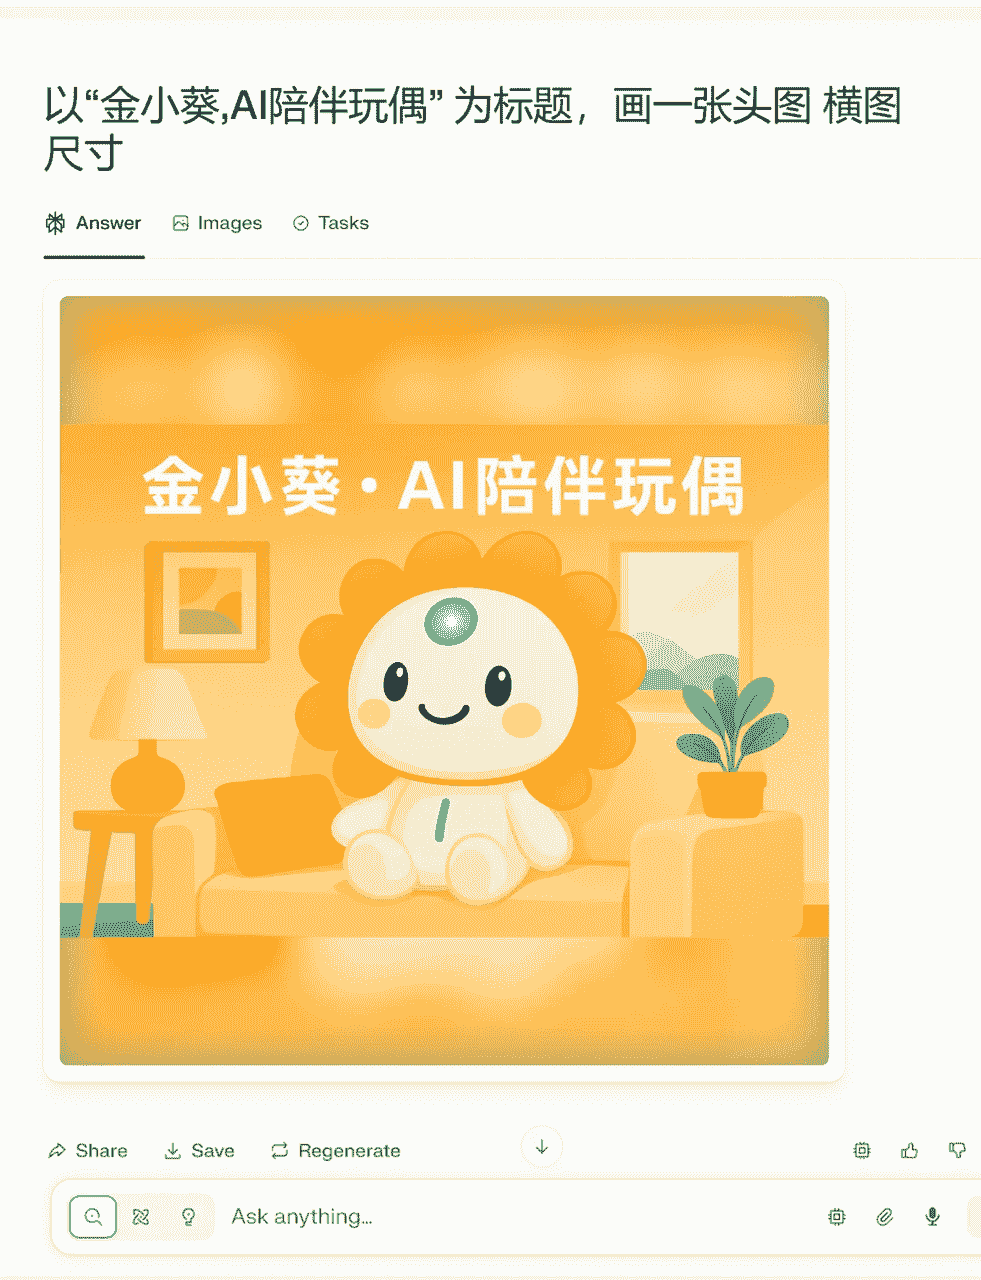 以“金小葵,AI陪伴玩偶” 为标题，画一张头图 横图
尺寸
Answer
Images
Tasks
金小葵·AI陪伴玩偶
Share
Save
Regenerate
Ask anything...